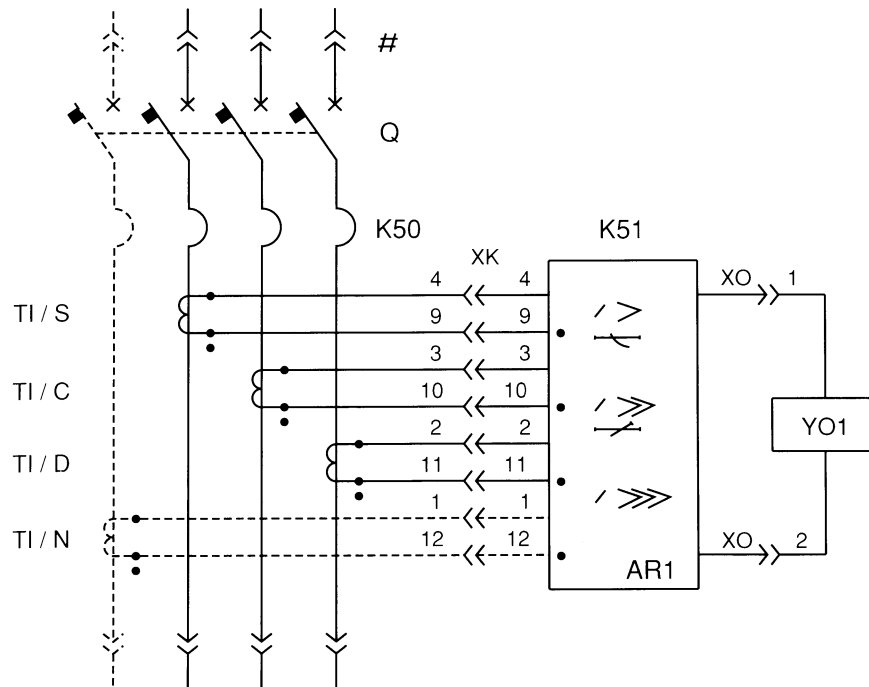 #
Q
K50
K51
XK
XO 1
4 4
TI / S
9 9
3 3
TI / C
10 10
2 2
YO1
TI / D
11 11
1 1
TI / N
12 12
XO 2
AR1